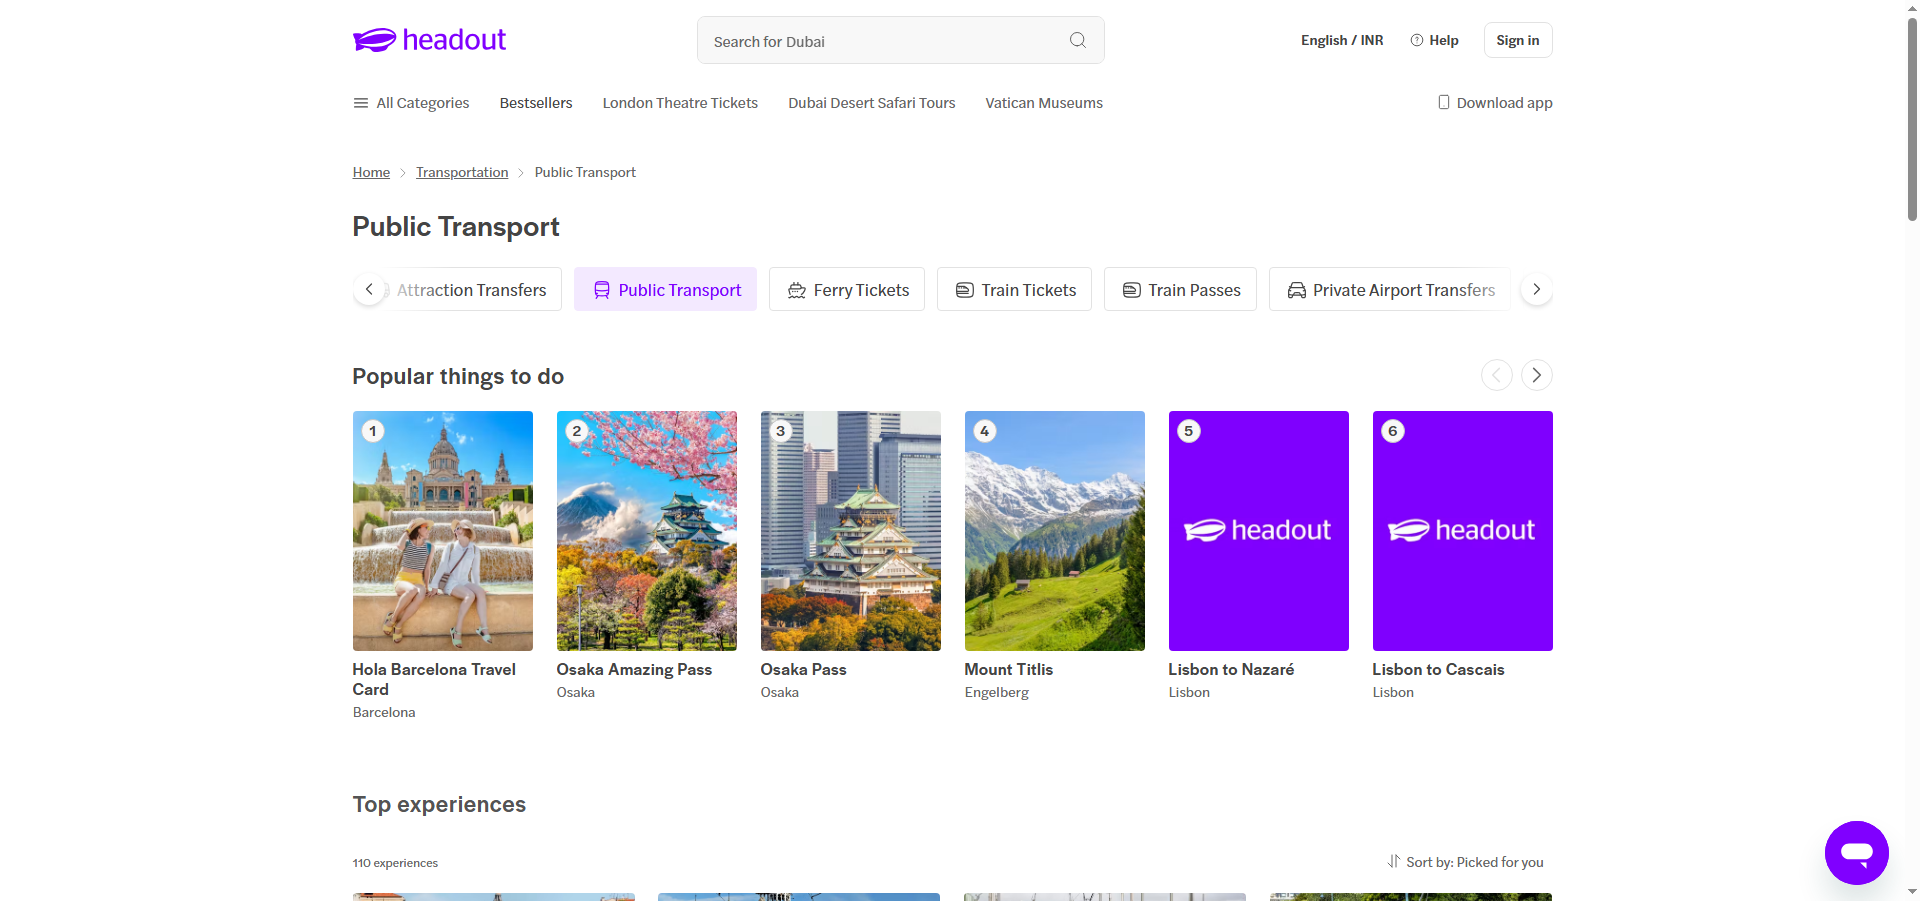 headout
Search for Dubai
English / INR
Help
Sign in
All Categories
Bestsellers
London Theatre Tickets
Dubai Desert Safari Tours
Vatican Museums
Download app
Home
Transportation
Public Transport
Public Transport
Attraction Transfers
Public Transport
Ferry Tickets
Train Tickets
Train Passes
Private Airport Transfers
Popular things to do
1
2
3
4
5
6
headout
headout
Hola Barcelona Travel
Card
Barcelona
Osaka Amazing Pass
Osaka
Osaka Pass
Osaka
Mount Titlis
Engelberg
Lisbon to Nazaré
Lisbon
Lisbon to Cascais
Lisbon
Top experiences
110 experiences
Sort by: Picked for you